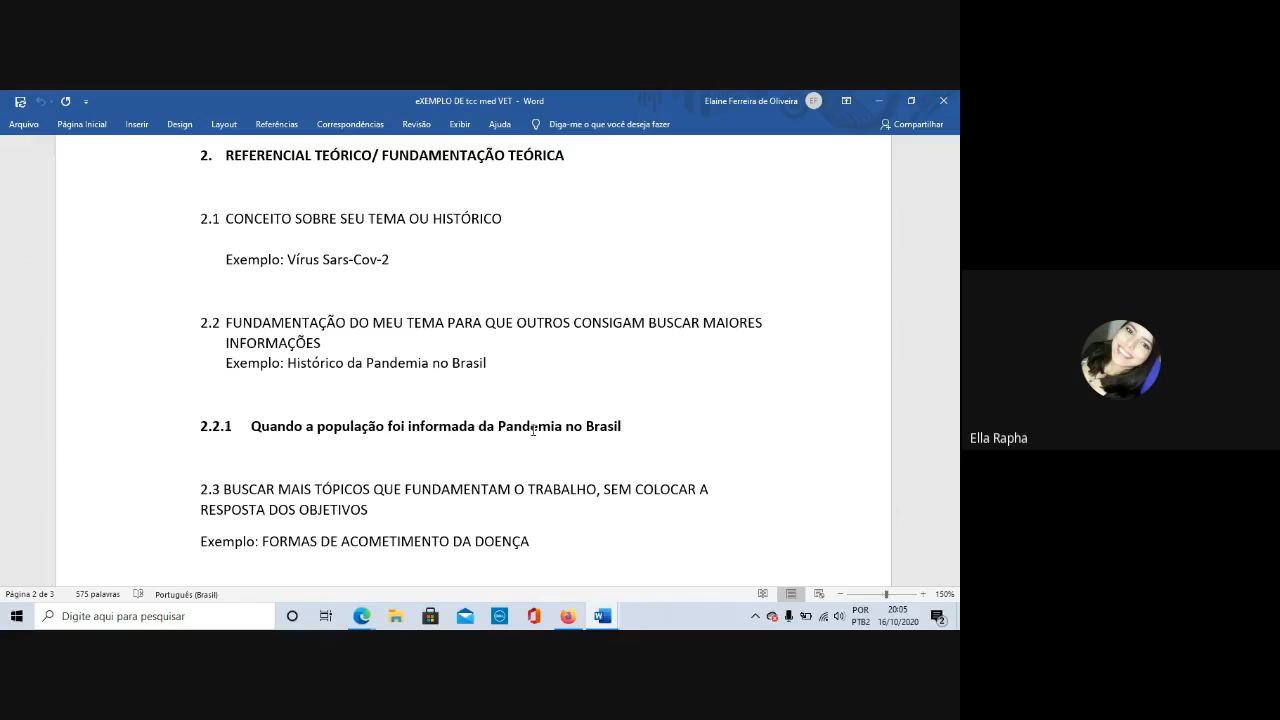 eXEMPLO DE tcc med VET - Word
Elaine Ferreira de Oliveira
EF
Arquivo Página Inicial Inserir Design Layout Referências Correspondências Revisão Exibir Ajuda Diga-me o que você deseja fazer Compartilhar
2. REFERENCIAL TEÓRICO/ FUNDAMENTAÇÃO TEÓRICA
2.1 CONCEITO SOBRE SEU TEMA OU HISTÓRICO
Exemplo: Vírus Sars-Cov-2
2.2 FUNDAMENTAÇÃO DO MEU TEMA PARA QUE OUTROS CONSIGAM BUSCAR MAIORES
INFORMAÇÕES
Exemplo: Histórico da Pandemia no Brasil
2.2.1 Quando a população foi informada da Pandemia no Brasil
2.3 BUSCAR MAIS TÓPICOS QUE FUNDAMENTAM O TRABALHO, SEM COLOCAR A
RESPOSTA DOS OBJETIVOS
Exemplo: FORMAS DE ACOMETIMENTO DA DOENÇA
Página 2 de 3 575 palavras Português (Brasil) 150%
Digite aqui para pesquisar
POR
PTB2
20:05
16/10/2020
2
Ella Rapha